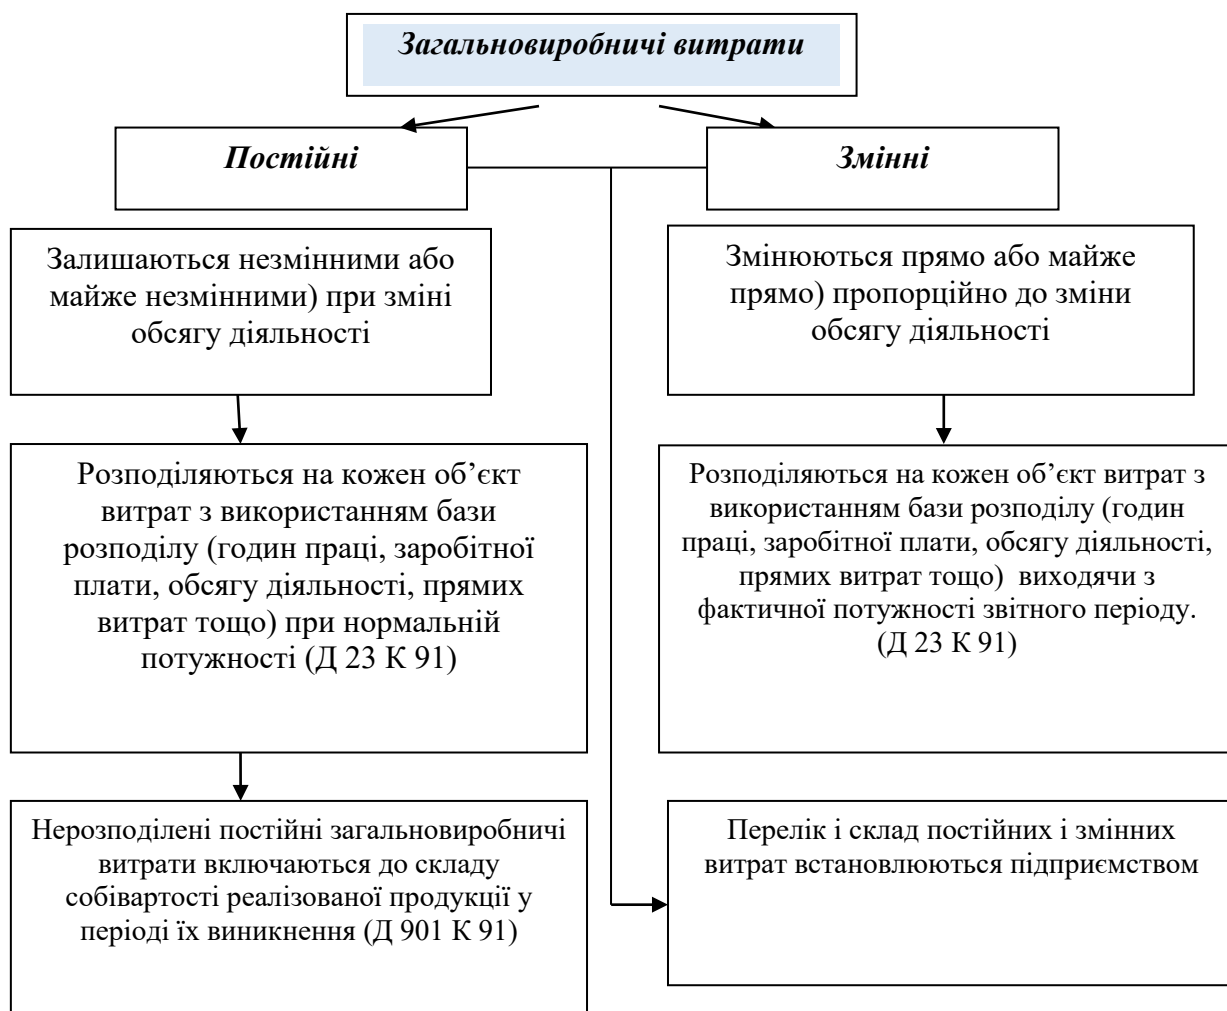 Загальновиробничі витрати
Постійні
Змінні
Залишаються незмінними або
майже незмінними) при зміні
обсягу діяльності
Змінюються прямо або майже
прямо) пропорційно до зміни
обсягу діяльності
Розподіляються на кожен об’єкт
витрат з використанням бази
розподілу (годин праці, заробітної
плати, обсягу діяльності, прямих
витрат тощо) при нормальній
потужності (Д 23 К 91)
Розподіляються на кожен об’єкт витрат з
використанням бази розподілу (годин
праці, заробітної плати, обсягу діяльності,
прямих витрат тощо) виходячи з
фактичної потужності звітного періоду.
(Д 23 К 91)
Нерозподілені постійні загальновиробничі
витрати включаються до складу
собівартості реалізованої продукції у
періоді їх виникнення (Д 901 К 91)
Перелік і склад постійних і змінних
витрат встановлюються підприємством